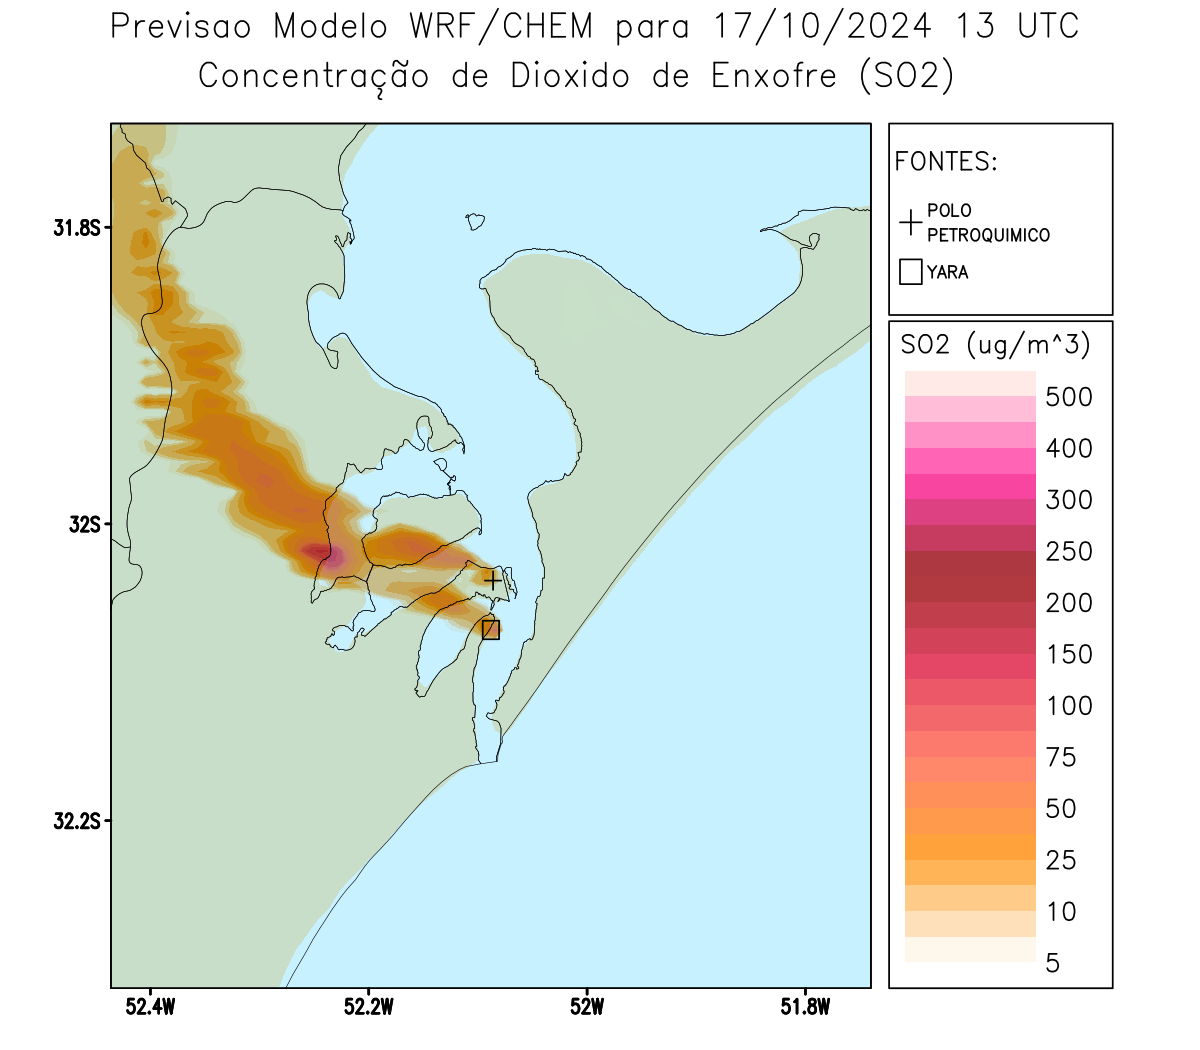 Previsao Modelo WRF/CHEM para 17/10/2024 13 UTC
Concentração de Dioxido de Enxofre (SO2)
FONTES:
POLO
PETROQUIMICO
YARA
SO2 (ug/m^3)
500
400
300
250
200
150
100
75
50
25
10
5
31.8S
32S
32.2S
52.4W
52.2W
52W
51.8W